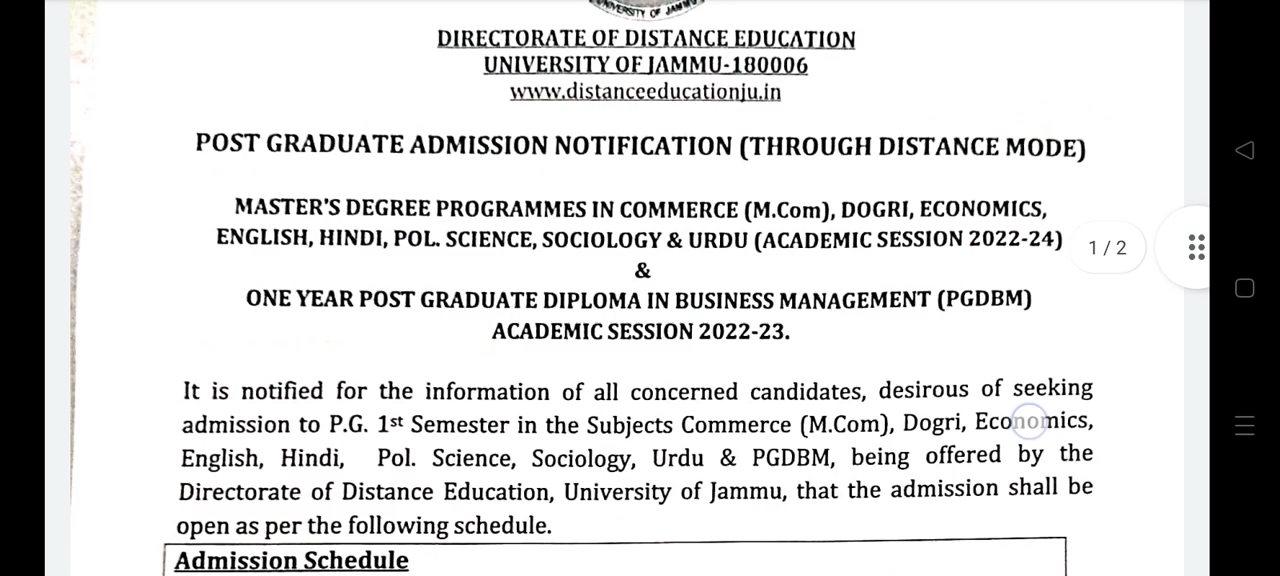 UNIVERSITY OF JAMMU
DIRECTORATE OF DISTANCE EDUCATION
UNIVERSITY OF JAMMU-180006
www.distanceeducationju.in
POST GRADUATE ADMISSION NOTIFICATION (THROUGH DISTANCE MODE)
MASTER'S DEGREE PROGRAMMES IN COMMERCE (M.Com), DOGRI, ECONOMICS,
ENGLISH, HINDI, POL. SCIENCE, SOCIOLOGY & URDU (ACADEMIC SESSION 2022-24)
1 / 2
&
ONE YEAR POST GRADUATE DIPLOMA IN BUSINESS MANAGEMENT (PGDBM)
ACADEMIC SESSION 2022-23.
It is notified for the information of all concerned candidates, desirous of seeking
admission to P.G. 1st Semester in the Subjects Commerce (M.Com), Dogri, Economics,
English, Hindi, Pol. Science, Sociology, Urdu & PGDBM, being offered by the
Directorate of Distance Education, University of Jammu, that the admission shall be
open as per the following schedule.
Admission Schedule